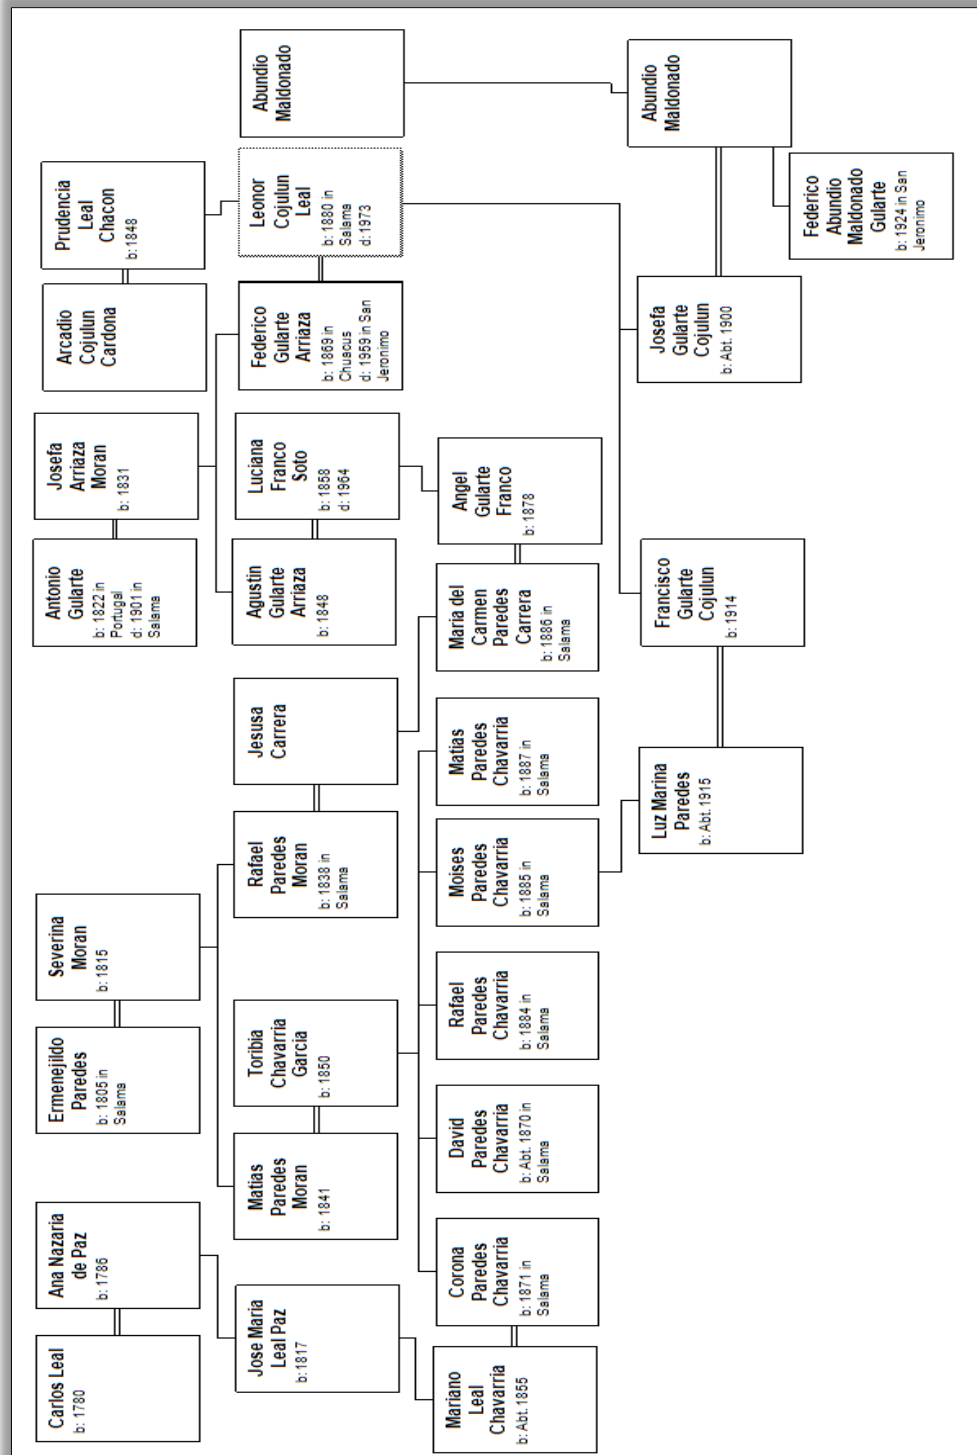 Carlos Leal
b: 1780
Ana Nazaria
de Paz
b: 1786
Ermenejildo
Paredes
b: 1805 in
Salama
Severina
Moran
b: 1815
Antonio
Gularte
b: 1822 in
Portugal
d: 1901 in
Salama
Josefa
Arriaza
Moran
b: 1831
Arcadio
Cojulun
Cardona
Prudencia
Leal
Chacon
b: 1848
Jose Maria
Leal Paz
b:1817
Matias
Paredes
Moran
b: 1841
Toribia
Chavarria
Garcia
b: 1850
Rafael
Paredes
Moran
b: 1838 in
Salama
Jesusa
Carrera
Agustin
Gularte
Arriaza
b: 1848
Luciana
Franco
Soto
b: 1858
d: 1964
Federico
Gularte
Arriaza
b: 1869 in
Chuacus
d: 1959 in San
Jeronimo
Leonor
Cojulun
Leal
b: 1880 in
Salama
d: 1973
Abundio
Maldonado
Mariano
Leal
Chavarria
b: Abt. 1855
Corona
Paredes
Chavarria
b: 1871 in
Salama
David
Paredes
Chavarria
b: Abt. 1870 in
Salama
Rafael
Paredes
Chavarria
b: 1884 in
Salama
Moises
Paredes
Chavarria
b: 1885 in
Salama
Matias
Paredes
Chavarria
b: 1887 in
Salama
Maria del
Carmen
Paredes
Carrera
b: 1886 in
Salama
Angel
Gularte
Franco
b: 1878
Luz Marina
Paredes
b: Abt. 1915
Francisco
Gularte
Cojulun
b: 1914
Josefa
Gularte
Cojulun
b: Abt. 1900
Abundio
Maldonado
Federico
Abundio
Maldonado
Gularte
b: 1924 in San
Jeronimo